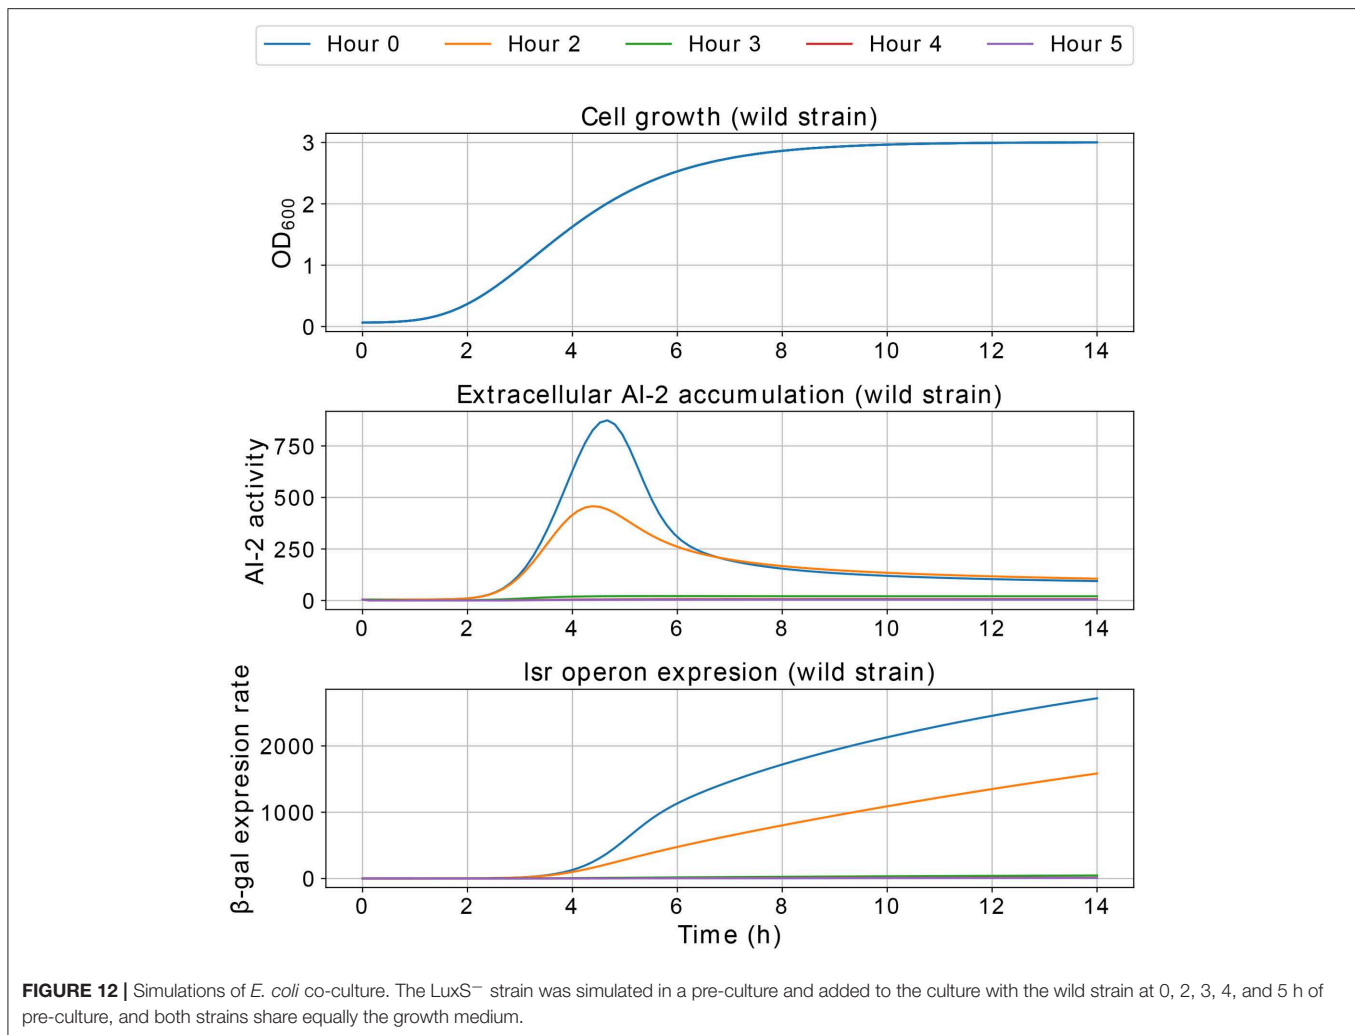 Hour 0 Hour 2 Hour 3 Hour 4 Hour 5
Cell growth (wild strain)
OD600
3
2
1
0
0 2 4 6 8 10 12 14
Extracellular AI-2 accumulation (wild strain)
AI-2 activity
750
500
250
0
0 2 4 6 8 10 12 14
lsr operon expresion (wild strain)
β-gal expresion rate
2000
1000
0
0 2 4 6 8 10 12 14
Time (h)
FIGURE 12 | Simulations of E. coli co-culture. The LuxS− strain was simulated in a pre-culture and added to the culture with the wild strain at 0, 2, 3, 4, and 5 h of
pre-culture, and both strains share equally the growth medium.